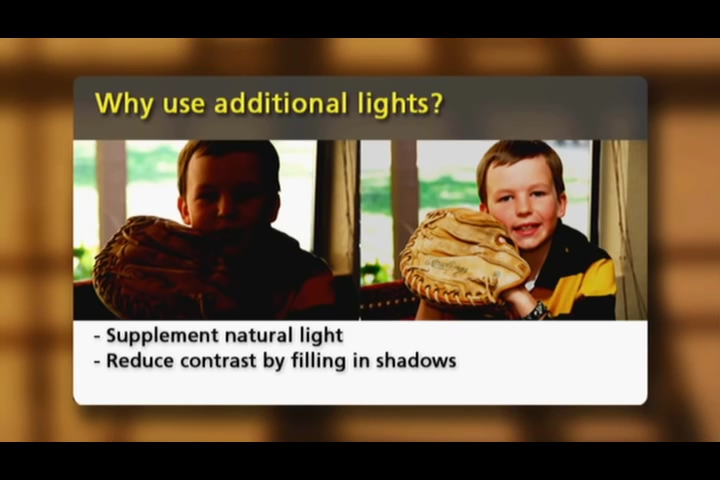 Why use additional lights?
- Supplement natural light
- Reduce contrast by filling in shadows